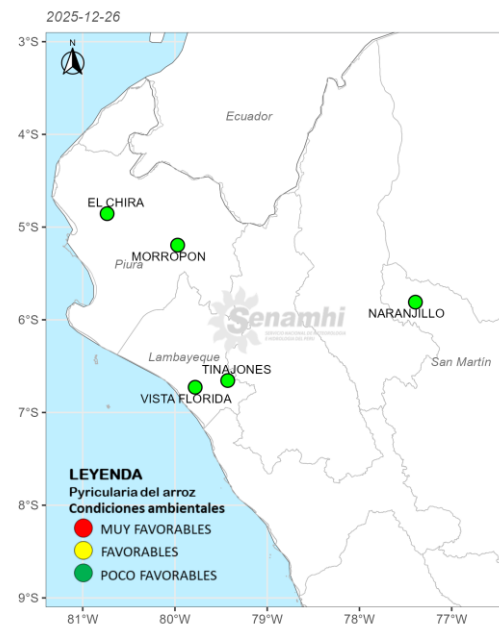 2025-12-26
N
3°S
4°S
5°S
6°S
7°S
8°S
9°S
Ecuador
EL CHIRA
MORROPON
Piura
NARANJILLO
Senamhi
San Martín
Lambayeque
TINAJONES
VISTA FLORIDA
LEYENDA
Pyricularia del arroz
Condiciones ambientales
MUY FAVORABLES
FAVORABLES
POCO FAVORABLES
81°W
80°W
79°W
78°W
77°W